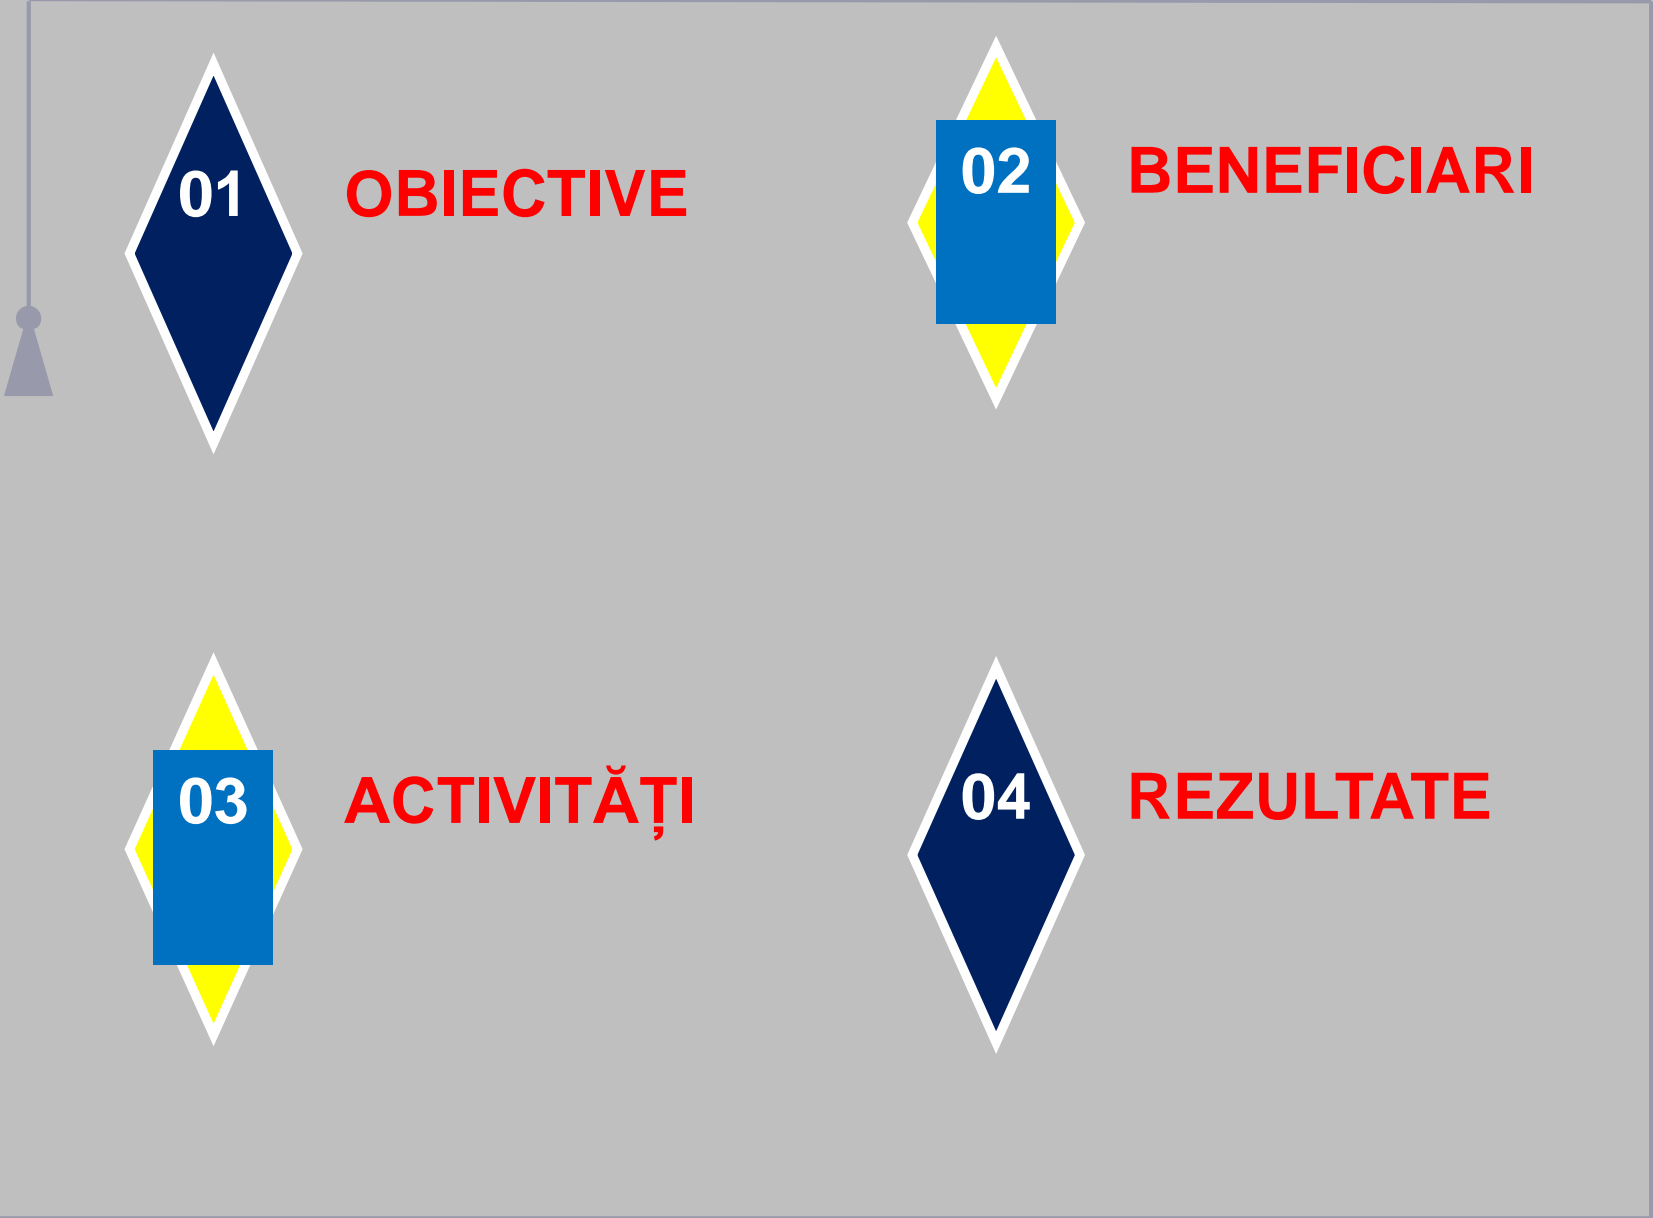 01
OBIECTIVE
02
BENEFICIARI
03
ACTIVITĂȚI
04
REZULTATE